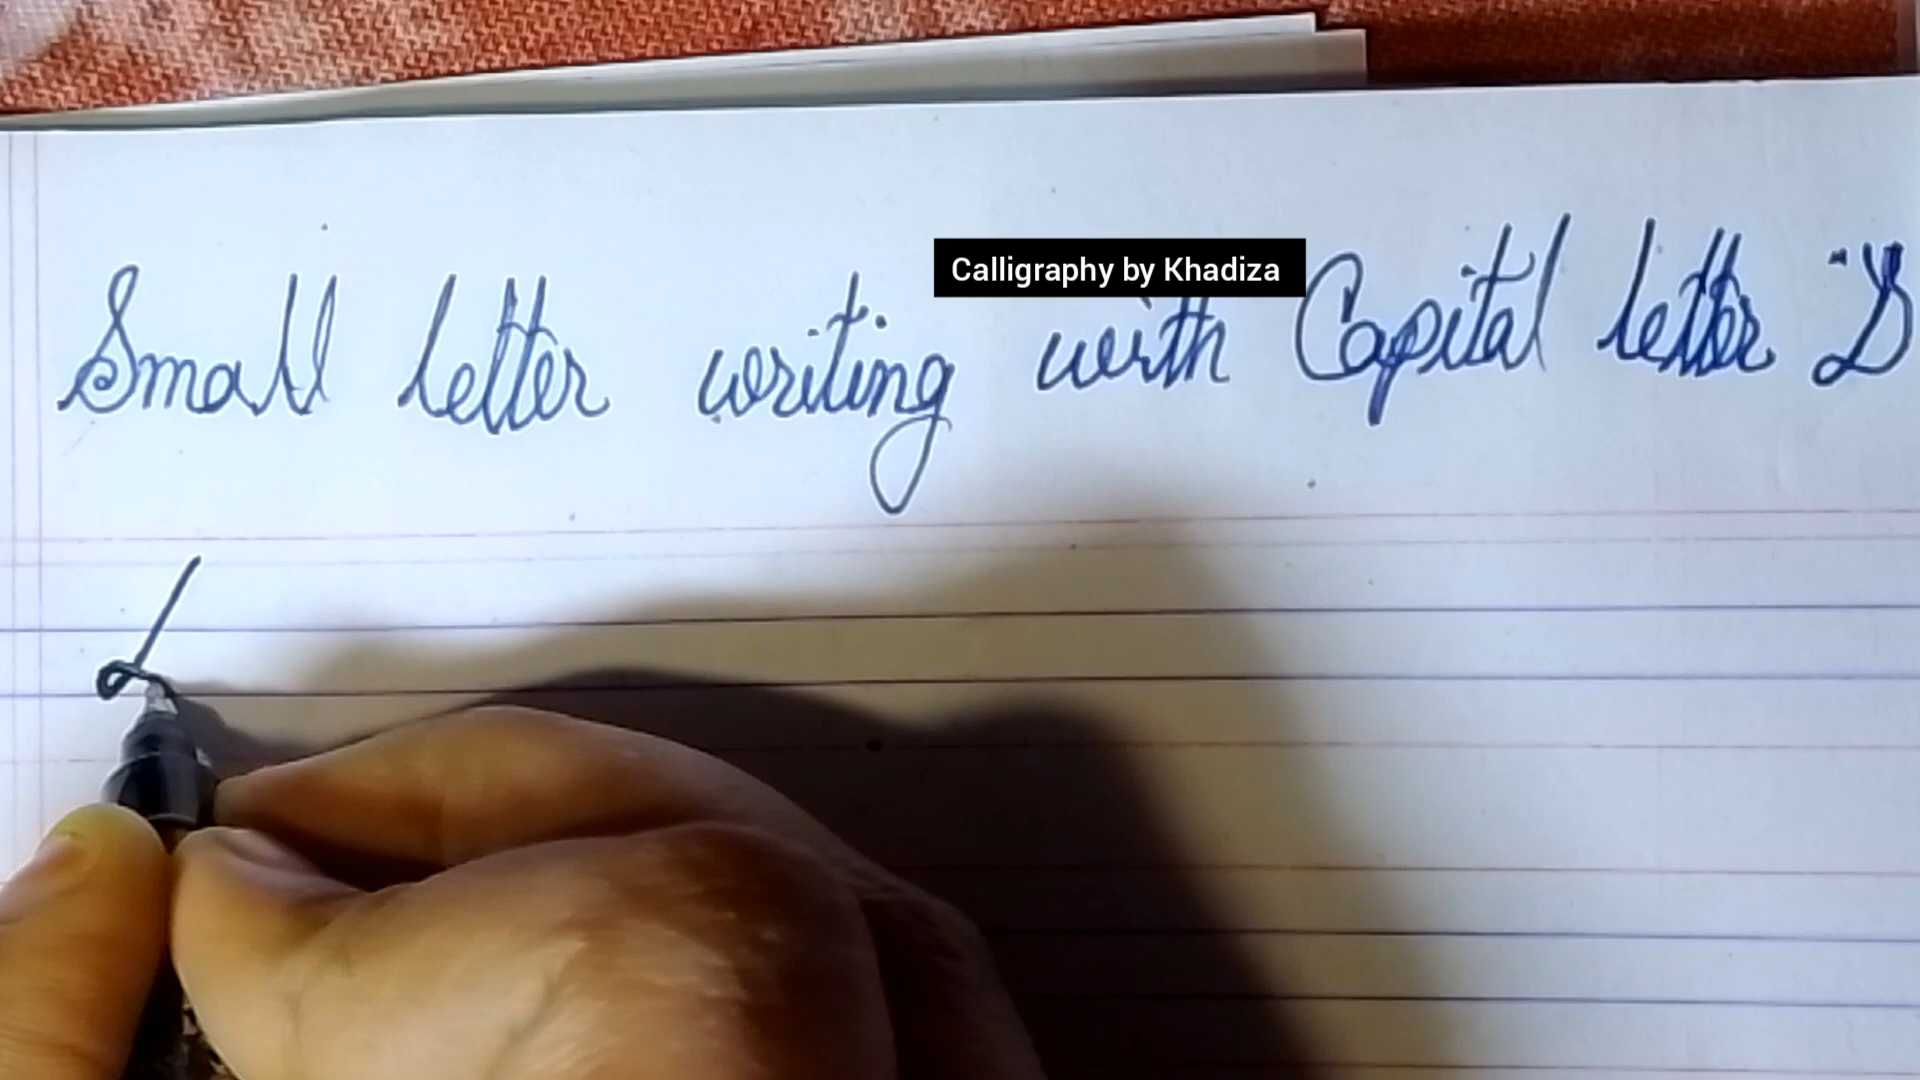 Calligraphy by Khadiza
Small letter writing with Capital letter "D